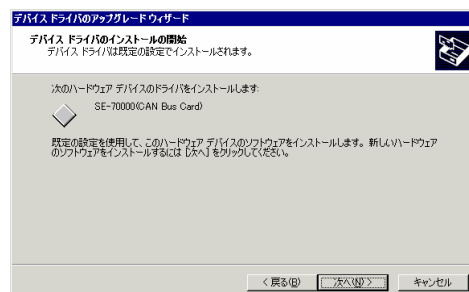 デバイス ドライバのアップグレード ウィザード
デバイス ドライバのインストールの開始
デバイス ドライバは既定の設定でインストールされます。
次のハードウェア デバイスのドライバをインストールします:
SE-70000(CAN Bus Card)
既定の設定を使用して、このハードウェア デバイスのソフトウェアをインストールします。新しいハードウェア
のソフトウェアをインストールするには [次へ] をクリックしてください。
< 戻る(B)
次へ(N) >
キャンセル